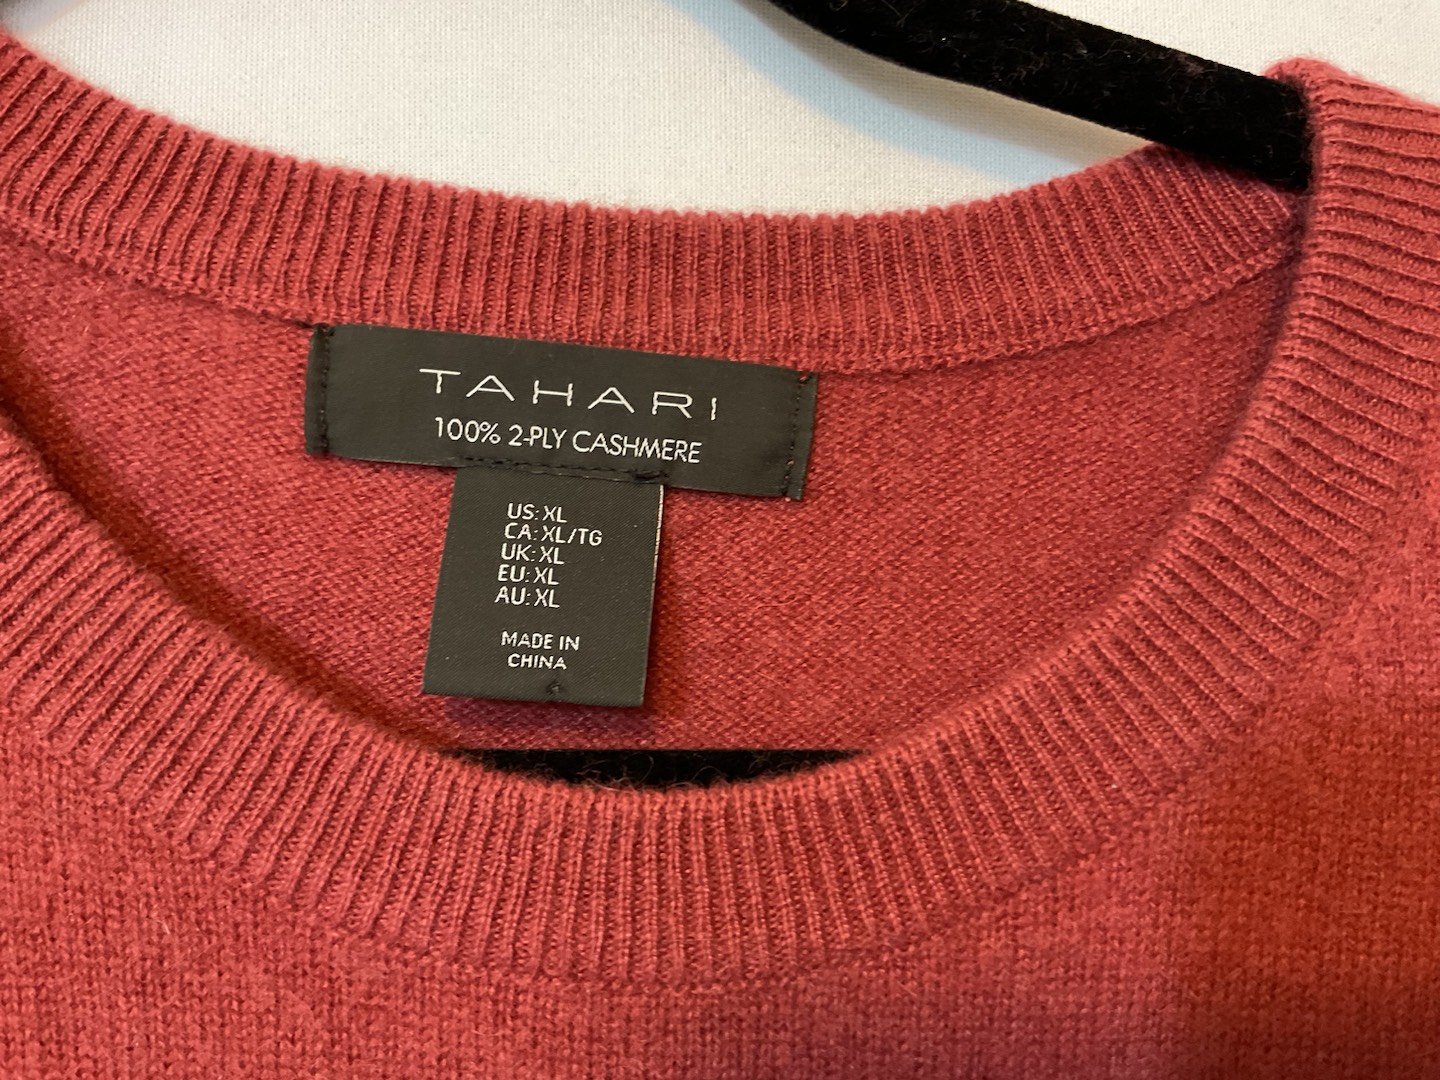 TAHARI
100% 2-PLY CASHMERE
US: XL
CA: XL/TG
UK: XL
EU: XL
AU: XL
MADE IN
CHINA